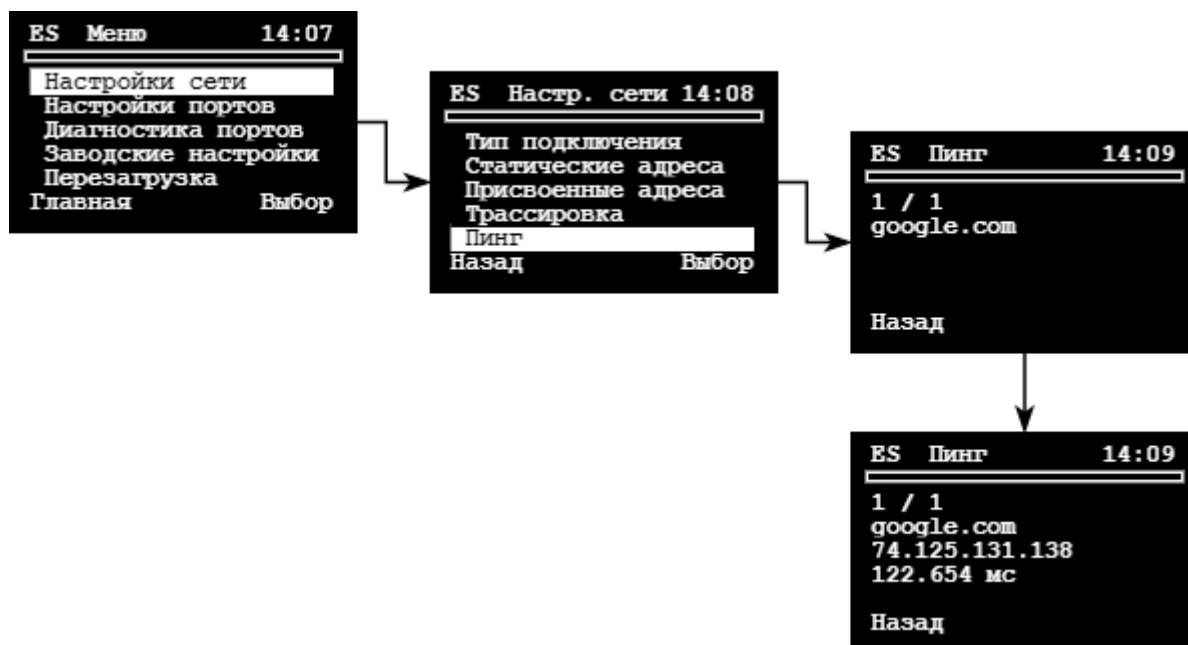 ES Меню 14:07
Настройки сети
Настройки портов
Диагностика портов
Заводские настройки
Перезагрузка
Главная Выбор
ES Настр. сети 14:08
Тип подключения
Статические адреса
Присвоенные адреса
Трассировка
Пинг
Назад Выбор
ES Пинг 14:09
1 / 1
google.com
Назад
ES Пинг 14:09
1 / 1
google.com
74.125.131.138
122.654 мс
Назад